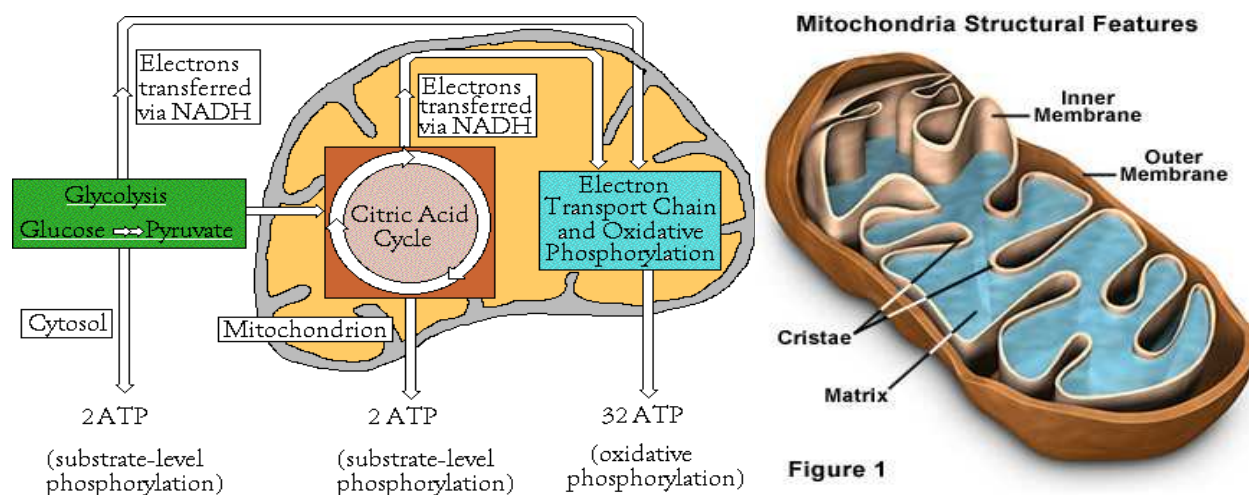 Electrons
transferred
via NADH
Electrons
transferred
via NADH
Glycolysis
Glucose ⇨⇨ Pyruvate
Citric Acid
Cycle
Electron
Transport Chain
and Oxidative
Phosphorylation
Cytosol
Mitochondrion
2 ATP
(substrate-level
phosphorylation)
2 ATP
(substrate-level
phosphorylation)
32 ATP
(oxidative
phosphorylation)
Mitochondria Structural Features
Inner
Membrane
Outer
Membrane
Cristae
Matrix
Figure 1